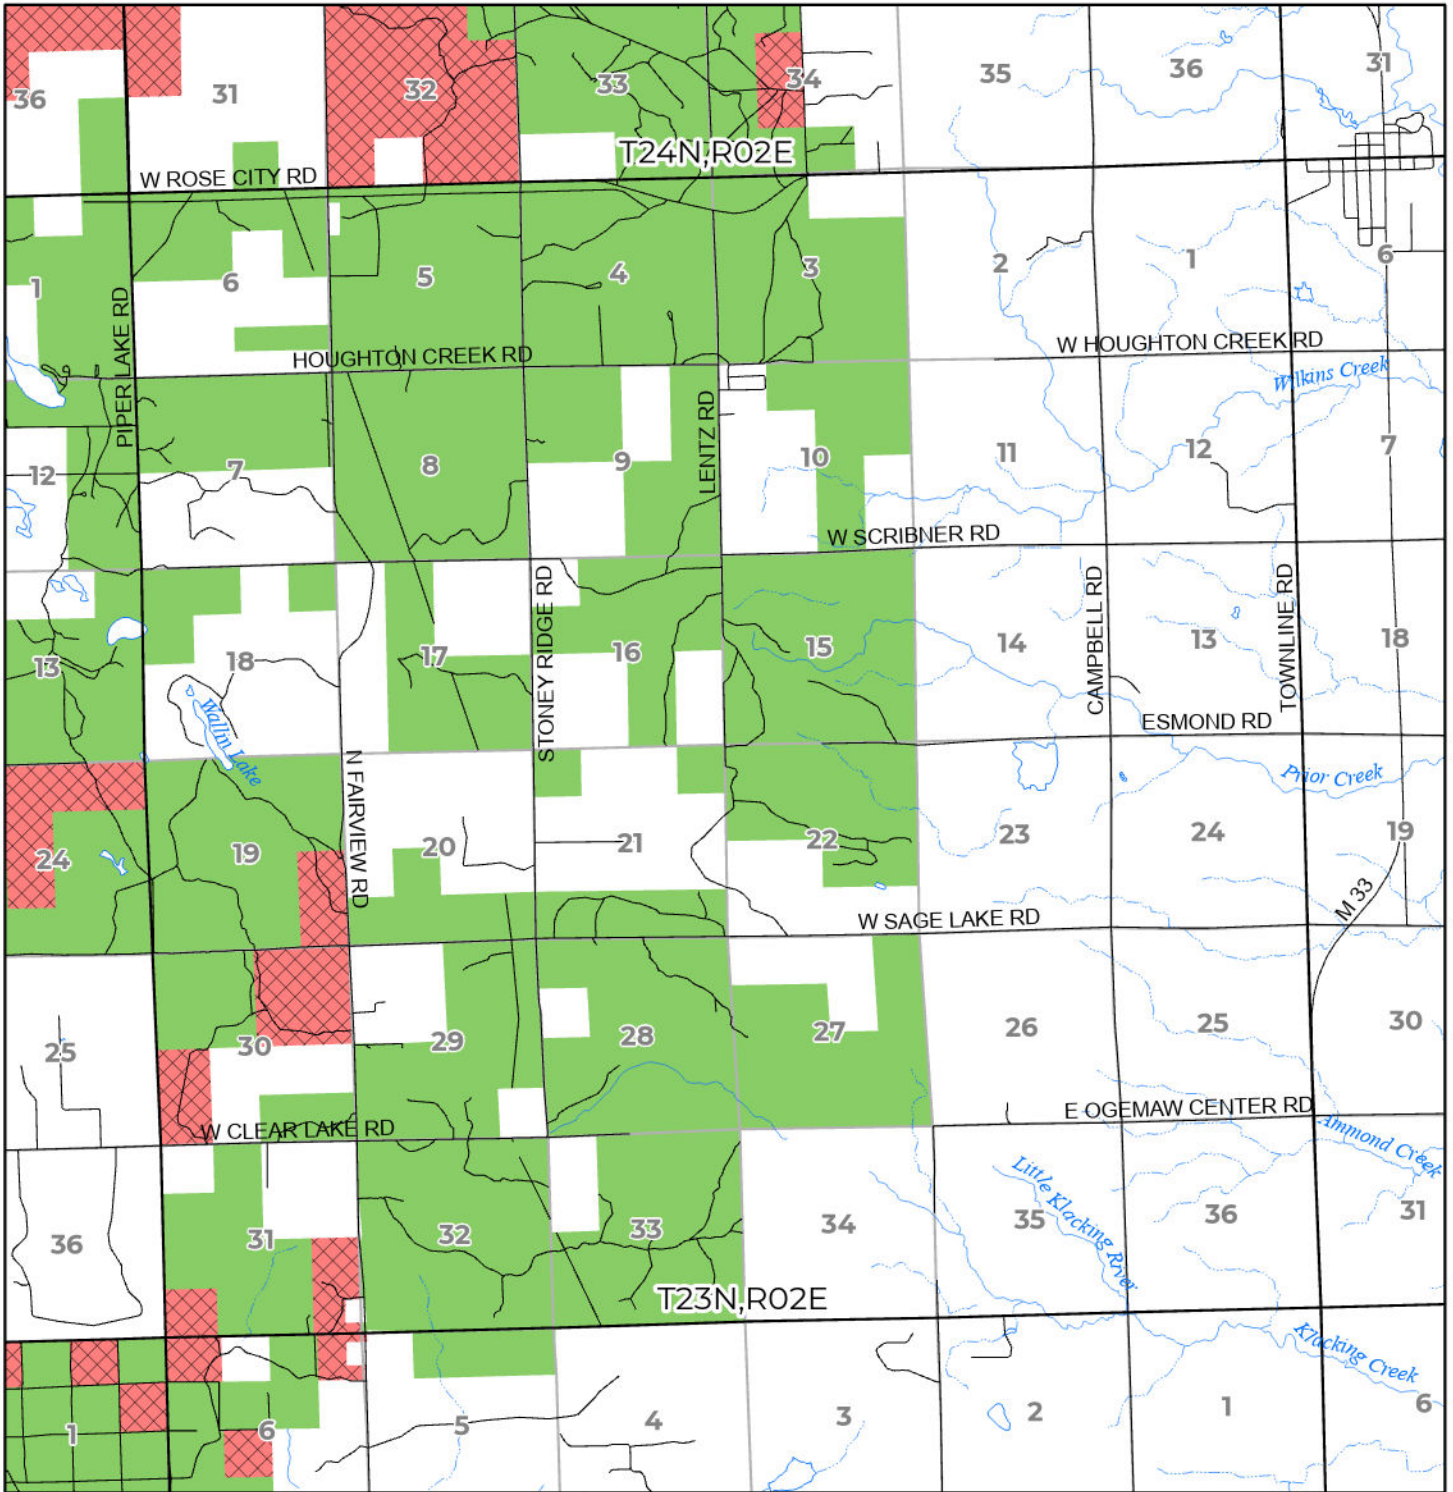 36
31
32
33
34
35
36
31
T24N,R02E
W ROSE CITY RD
1
6
5
4
3
2
1
6
PIPER LAKE RD
HOUGHTON CREEK RD
W HOUGHTON CREEK RD
Wilkins Creek
12
7
8
9
LENTZ RD
10
11
12
7
W SCRIBNER RD
13
18
17
STONEY RIDGE RD
16
15
14
CAMPBELL RD
13
TOWNLINE RD
18
Wallin Lake
ESMOND RD
Prior Creek
24
19
N FAIRVIEW RD
20
21
22
23
24
19
M 33
W SAGE LAKE RD
25
30
29
28
27
26
25
30
W CLEAR LAKE RD
E OGEMAW CENTER RD
Ammond Creek
36
31
32
33
34
Little Klacking River
35
36
31
T23N,R02E
Klacking Creek
1
6
5
4
3
2
1
6